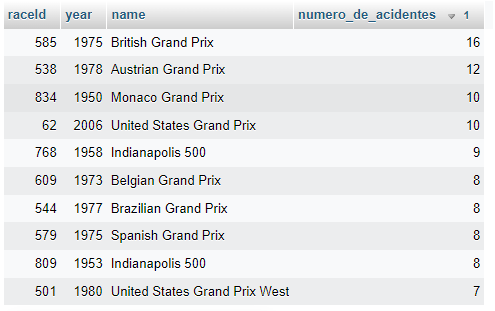 raceId year name numero_de_acidentes 1
585 1975 British Grand Prix 16
538 1978 Austrian Grand Prix 12
834 1950 Monaco Grand Prix 10
62 2006 United States Grand Prix 10
768 1958 Indianapolis 500 9
609 1973 Belgian Grand Prix 8
544 1977 Brazilian Grand Prix 8
579 1975 Spanish Grand Prix 8
809 1953 Indianapolis 500 8
501 1980 United States Grand Prix West 7